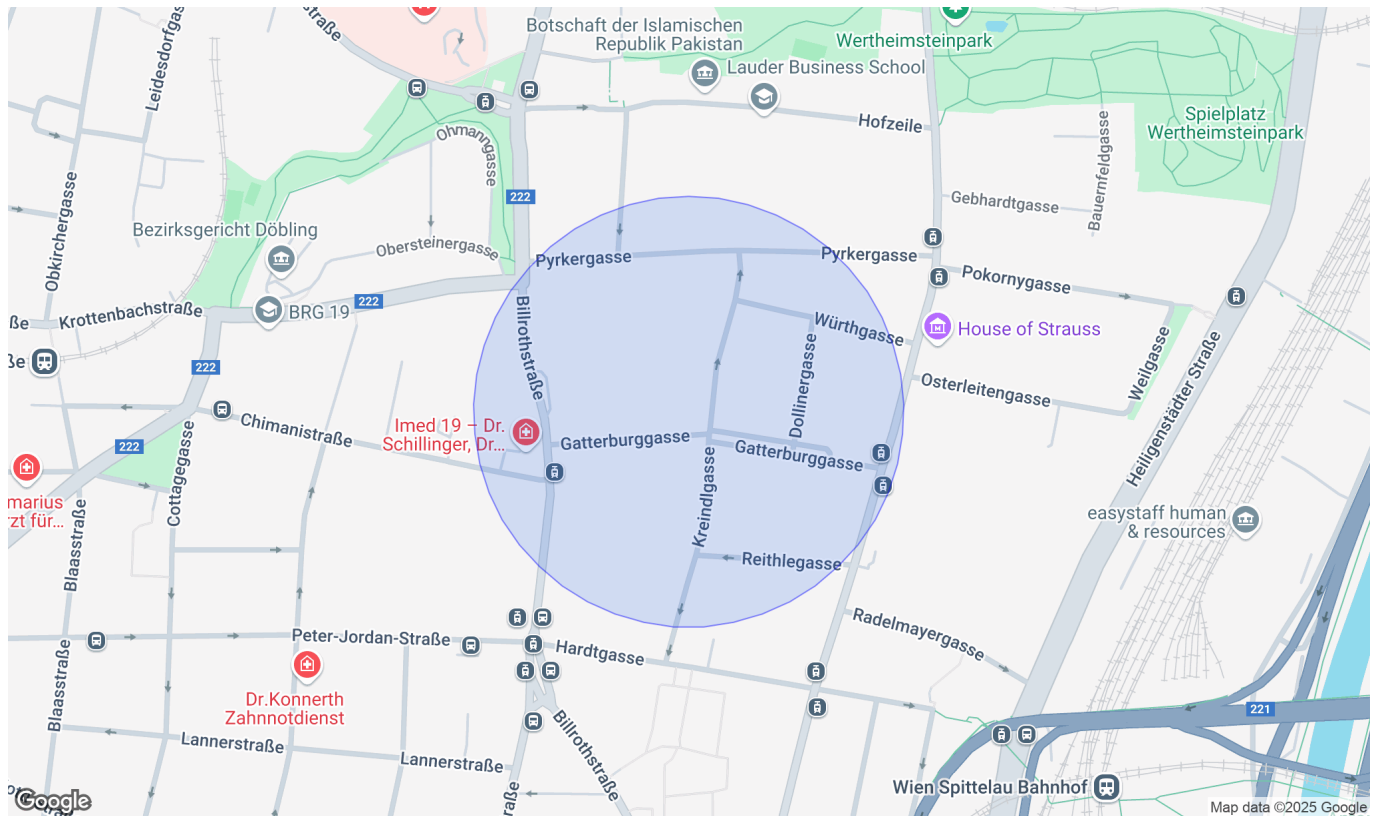 Botschaft der Islamischen
Republik Pakistan
Wertheimsteinpark
Lauder Business School
Leidesdorfgasse
straße
Hofzeile
Spielplatz
Wertheimsteinpark
Ohmanngasse
Bauernfeldgasse
222
Gebhardtgasse
Obkirchergasse
Bezirksgericht Döbling
Obersteinergasse
Pyrkergasse
Pyrkergasse
Pokornygasse
222
Krottenbachstraße
BRG 19
Billrothstraße
Würthgasse
House of Strauss
ße
ße
222
Dollinergasse
Osterleitengasse
Weilgasse
Heiligenstädter Straße
Chimanistraße
Imed 19 – Dr.
Schillinger, Dr...
Gatterburggasse
Gatterburggasse
222
Cottagegasse
marius
rzt für...
Kreindlgasse
easystaff human
& resources
Blaasstraße
Reithlegasse
Peter-Jordan-Straße
Hardtgasse
Radelmayergasse
Blaasstraße
Dr.Konnerth
Zahnnotdienst
221
Lannerstraße
Lannerstraße
Billrothstraße
straße
Wien Spittelau Bahnhof
Google
Map data ©2025 Google